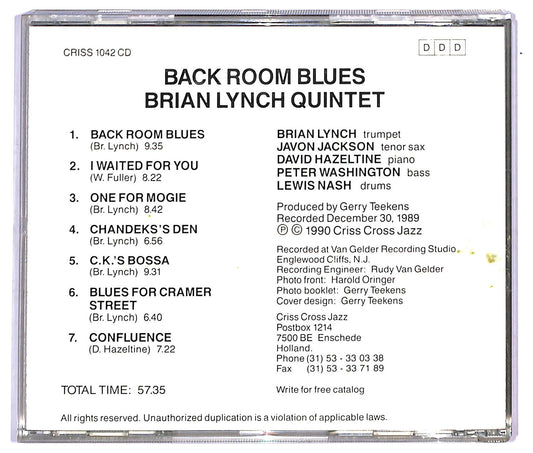 CRISS 1042 CD
D D D
BACK ROOM BLUES
BRIAN LYNCH QUINTET
1. BACK ROOM BLUES
(Br. Lynch) 9.35
2. I WAITED FOR YOU
(W. Fuller) 8.22
3. ONE FOR MOGIE
(Br. Lynch) 8.42
4. CHANDEKS'S DEN
(Br. Lynch) 6.56
5. C.K.'S BOSSA
(Br. Lynch) 9.31
6. BLUES FOR CRAMER
STREET
(Br. Lynch) 6.40
7. CONFLUENCE
(D. Hazeltine) 7.22
TOTAL TIME: 57.35
BRIAN LYNCH trumpet
JAVON JACKSON tenor sax
DAVID HAZELTINE piano
PETER WASHINGTON bass
LEWIS NASH drums
Produced by Gerry Teekens
Recorded December 30, 1989
Ⓟ © 1990 Criss Cross Jazz
Recorded at Van Gelder Recording Studio,
Englewood Cliffs, N.J.
Recording Engineer: Rudy Van Gelder
Photo front: Harold Oringer
Photo booklet: Gerry Teekens
Cover design: Gerry Teekens
Criss Cross Jazz
Postbox 1214
7500 BE Enschede
Holland.
Phone (31) 53 - 33 03 38
Fax (31) 53 - 33 71 89
Write for free catalog
All rights reserved. Unauthorized duplication is a violation of applicable laws.